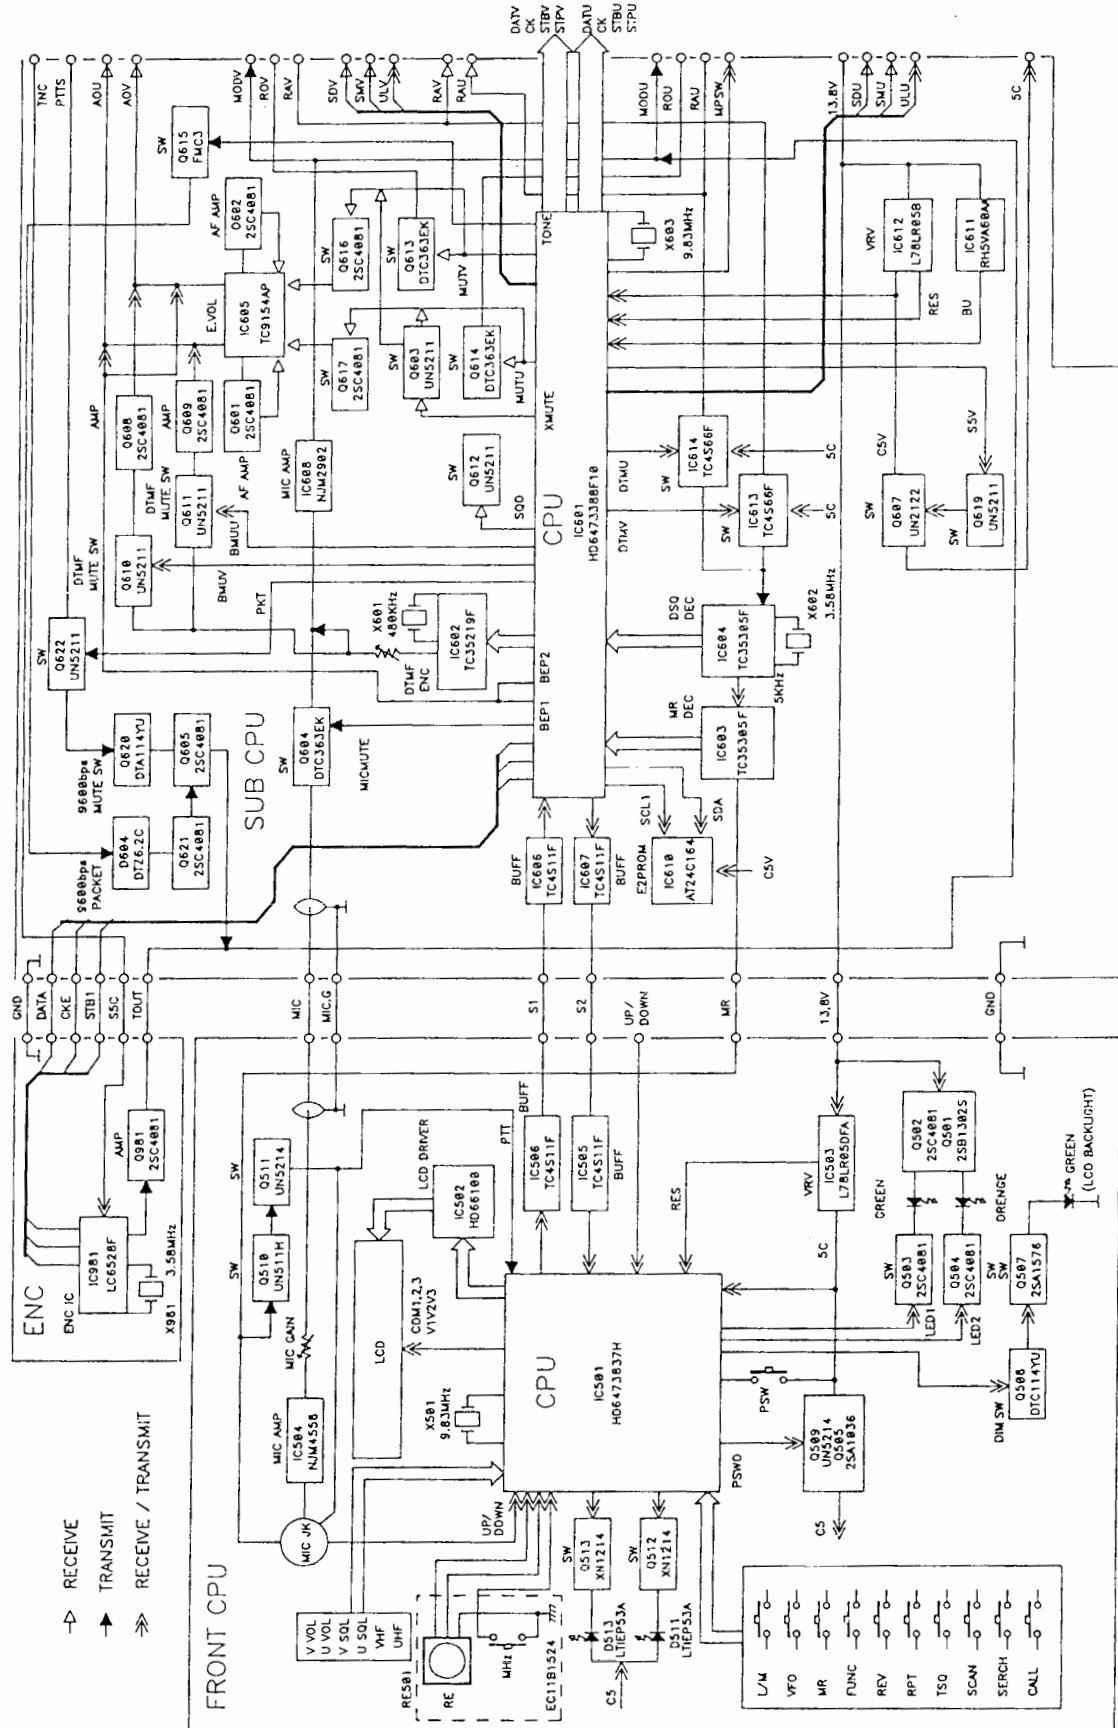 DATV
CK
STBV
STPV
DATU
CK
STBU
STPU
TNC
PTTS
AOU
AOV
MODV
ROV
RAV
SDV
SMV
ULV
RAV
RAU
MODU
ROU
RAU
MPSW
13,8V
SDU
SMU
ULU
5C
SW
Q615
FMC3
AF AMP
Q602
2SC4081
E.VOL
IC605
TC9154AP
SW
Q616
2SC4081
SW
Q613
DTC363EK
MUTV
TONE
X603
9.83MHz
VRV
IC612
L78LR05B
IC611
RH5VA60AA
RES
BU
SW
Q617
2SC4081
SW
Q603
UN5211
SW
Q614
DTC363EK
MUTU
XMUTE
AMP
Q608
2SC4081
AMP
Q609
2SC4081
Q601
2SC4081
AF AMP
MIC AMP
IC608
NJM2902
SW
Q612
UN5211
SQD
CPU
IC601
HD6473388F10
DTMU
SW
IC614
TC4S66F
5C
DTMV
SW
IC613
TC4S66F
5C
C5V
S5V
SW
Q607
UN2122
SW
Q619
UN5211
DTMF
MUTE SW
Q610
UN5211
DTMF
MUTE SW
Q611
UN5211
BMUU
BMUV
PKT
SW
Q622
UN5211
X601
480KHz
IC602
TC35219F
DTMF
ENC
BEP2
BEP1
DSQ
DEC
IC604
TC35305F
X602
3.58MHz
5KHz
MR
DEC
IC603
TC35305F
9600bps
MUTE SW
Q620
DTA114YU
Q605
2SC4081
9600bps
PACKET
D604
DTZ6.2C
Q621
2SC4081
SUB CPU
SW
Q604
DTC363EK
MICMUTE
BUFF
IC606
TC4S11F
IC607
TC4S11F
BUFF
SCL1
SDA
E2PROM
IC610
AT24C164
C5V
GND
DATA
CKE
STB1
S5C
TOUT
MIC
MIC.G
S1
S2
UP/
DOWN
MR
13,8V
GND
ENC
ENC IC
IC981
LC6528F
X981
3.58MHz
AMP
Q981
2SC4081
SW
Q511
UN5214
SW
Q510
UN511H
MIC GAIN
MIC AMP
IC504
NJM4558
MIC JK
LCD DRIVER
IC502
HD66100
LCD
COM1,2,3
V1V2V3
PTT
BUFF
IC506
TC4S11F
IC505
TC4S11F
BUFF
RES
VRV
IC503
L78LR05DFA
5C
Q502
2SC4081
Q501
2SB1302S
GREEN
ORENGE
SW
Q503
2SC4081
Q504
2SC4081
SW
LED1
LED2
SW
Q507
2SA1576
GREEN
(LCD BACKLIGHT)
DIM SW
Q508
DTC114YU
X501
9.83MHz
CPU
IC501
HD6473837H
PSW
PSWD
Q509
UN5214
Q505
2SA1036
C5
UP/
DOWN
SW
Q513
XN1214
SW
Q512
XN1214
D513
LTIEP53A
D511
LTIEP53A
C5
RECEIVE
TRANSMIT
RECEIVE / TRANSMIT
FRONT CPU
V VOL
U VOL
V SQL
U SQL
VHF
UHF
RE501
RE
MHz
EC11B1524
L/M
VFO
MR
FUNC
REV
RPT
TSQ
SCAN
SERCH
CALL